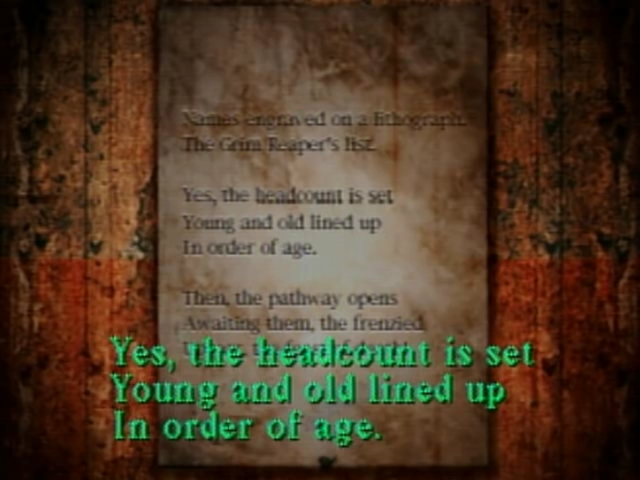 Names engraved on a lithograph.
The Grim Reaper's list.
Yes, the headcount is set
Young and old lined up
In order of age.
Then, the pathway opens
Awaiting them, the frenzied
Yes, the headcount is set
Young and old lined up
In order of age.